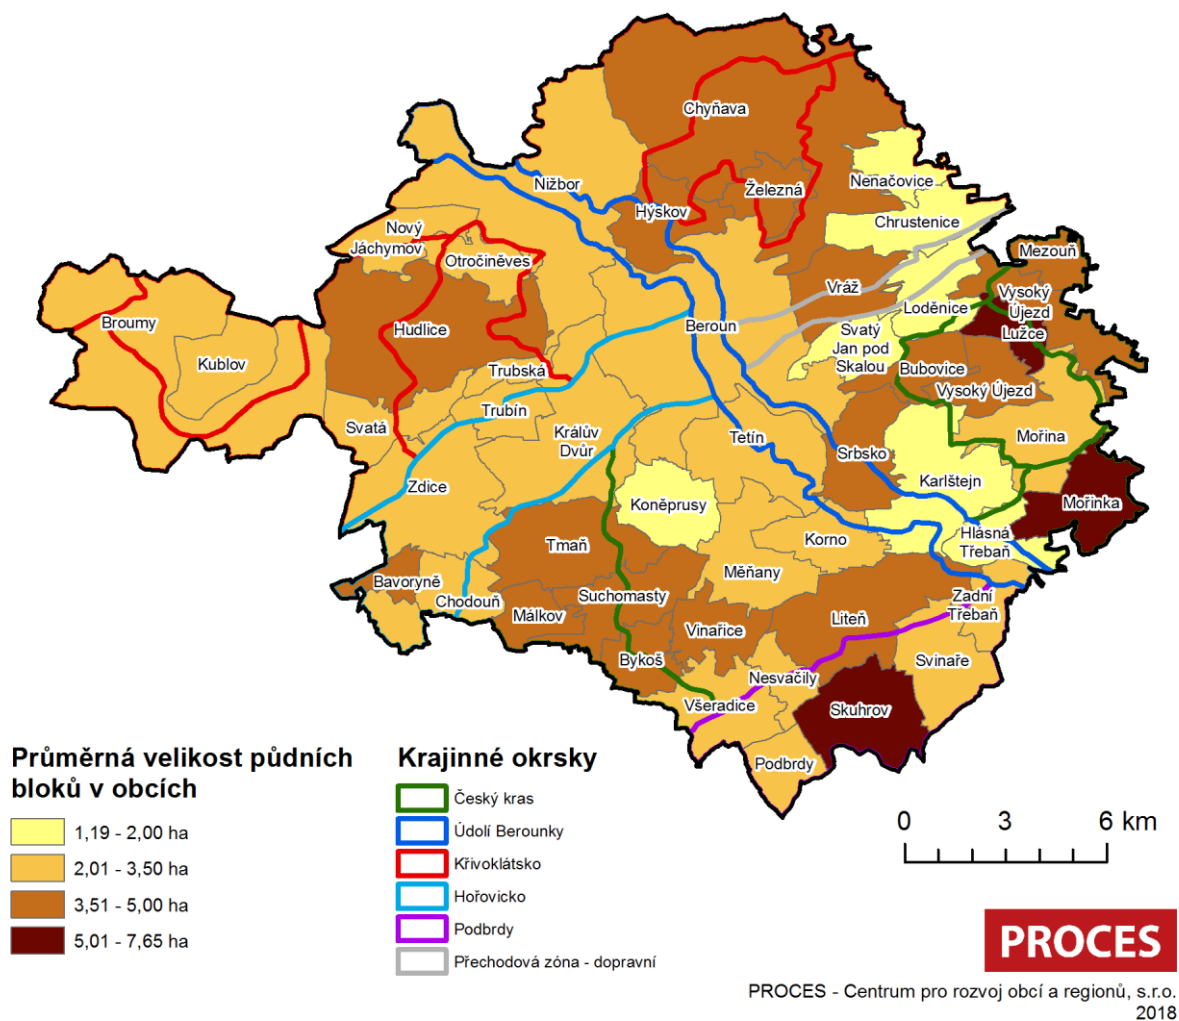 Chyňava
Železná
Nenačovice
Nižbor
Hýskov
Chrustenice
Nový
Jáchymov
Otročiněves
Mezouň
Vysoký
Újezd
Vráž
Loděnice
Lužce
Broumy
Hudlice
Beroun
Svatý
Jan pod
Skalou
Kublov
Trubská
Bubovice
Vysoký Újezd
Trubín
Svatá
Králův
Dvůr
Tetín
Mořina
Srbsko
Zdice
Karlštejn
Koněprusy
Mořinka
Tmaň
Korno
Hlásná
Třebaň
Bavoryně
Měňany
Chodouň
Suchomasty
Zadní
Třebaň
Málkov
Vinařice
Liteň
Bykoš
Svinaře
Nesvačily
Všeradice
Skuhrov
Podbrdy
Průměrná velikost půdních
bloků v obcích
1,19 - 2,00 ha
2,01 - 3,50 ha
3,51 - 5,00 ha
5,01 - 7,65 ha
Krajinné okrsky
Český kras
Údolí Berounky
Křivoklátsko
Hořovicko
Podbrdy
Přechodová zóna - dopravní
0 3 6 km
PROCES
PROCES - Centrum pro rozvoj obcí a regionů, s.r.o.
2018